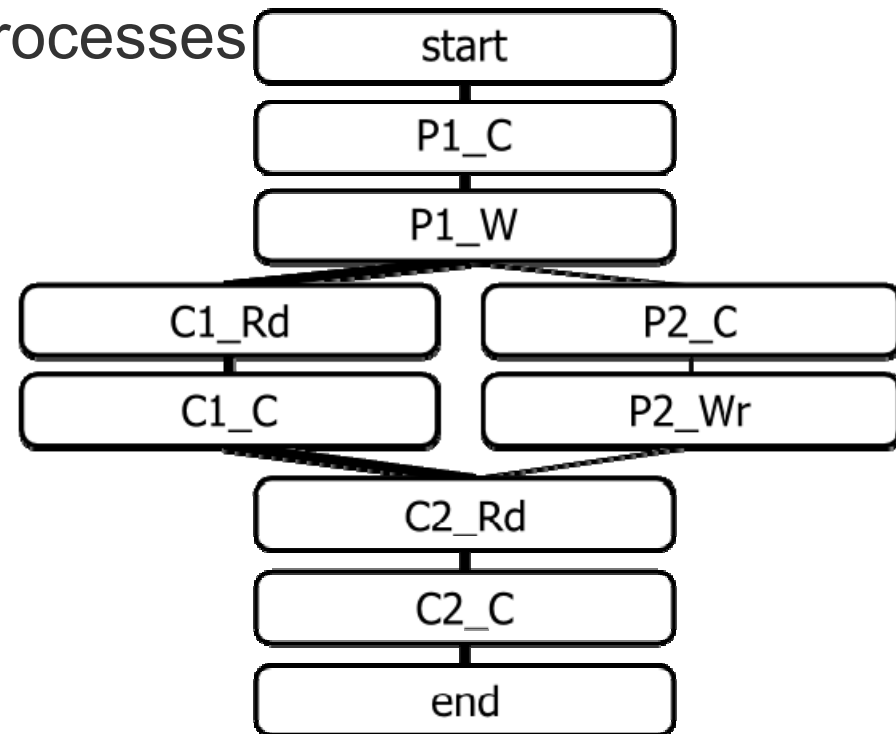 rocesses
start
P1_C
P1_W
C1_Rd
P2_C
C1_C
P2_Wr
C2_Rd
C2_C
end